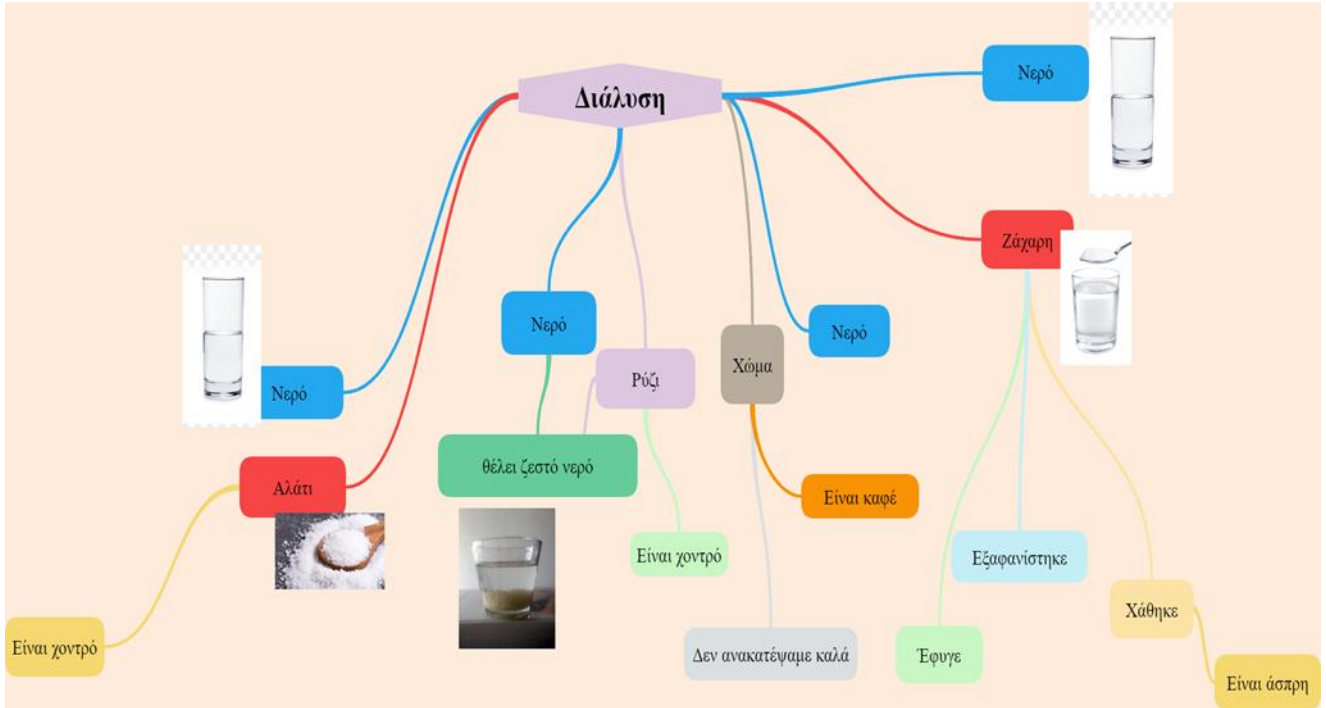 Διάλυση
Νερό
Ζάχαρη
Νερό
Νερό
Ρύζι
Χώμα
Νερό
Αλάτι
θέλει ζεστό νερό
Είναι καφέ
Είναι χοντρό
Εξαφανίστηκε
Χάθηκε
Είναι χοντρό
Δεν ανακατέψαμε καλά
Έφυγε
Είναι άσπρη